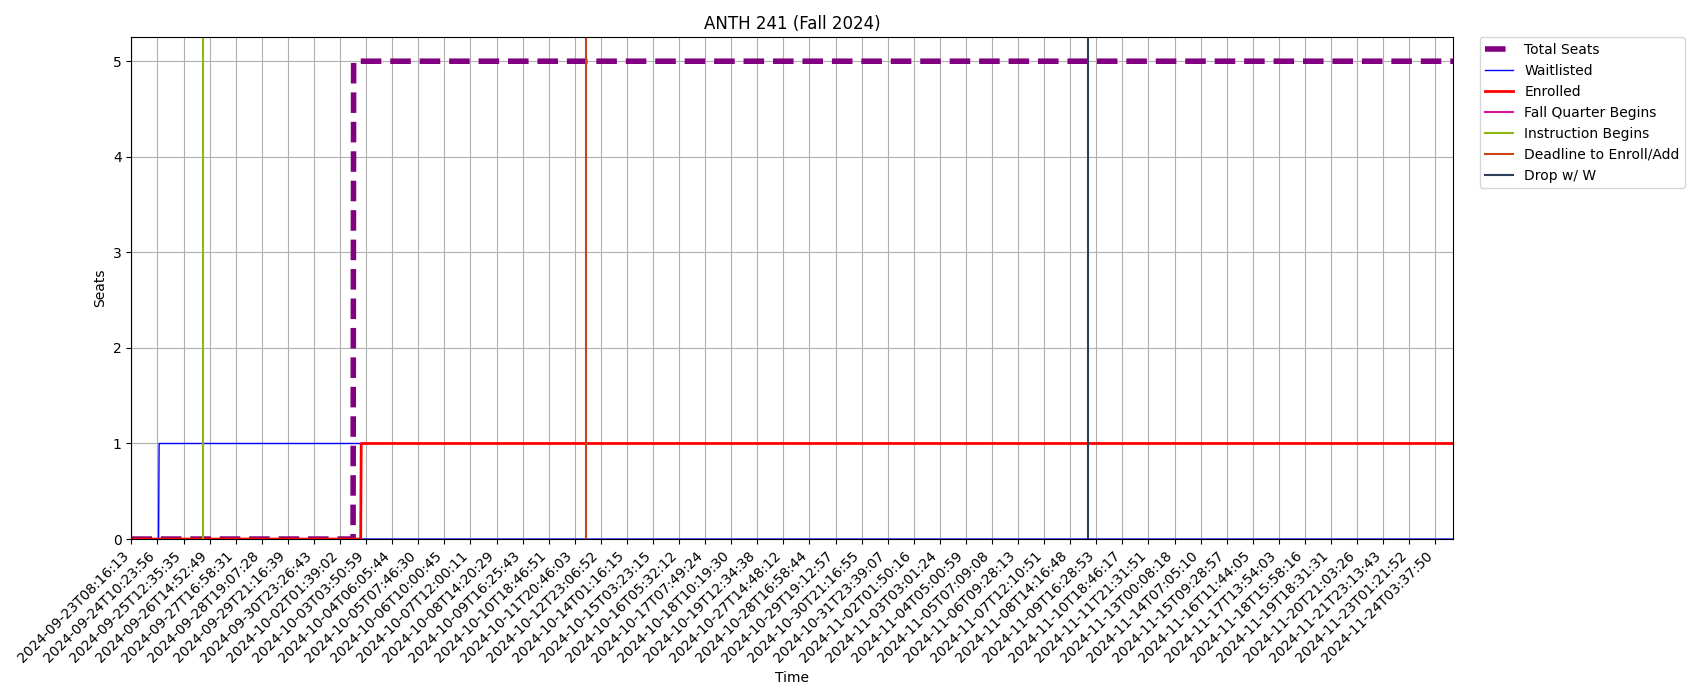 ANTH 241 (Fall 2024)
Total Seats
Waitlisted
Enrolled
Fall Quarter Begins
Instruction Begins
Deadline to Enroll/Add
Drop w/ W
5
4
3
2
1
0
Seats
2024-09-23T08:16:13
2024-09-24T10:23:56
2024-09-25T12:35:35
2024-09-26T14:52:49
2024-09-27T16:58:31
2024-09-28T19:07:28
2024-09-29T21:16:39
2024-09-30T23:26:43
2024-10-02T01:39:02
2024-10-03T03:50:59
2024-10-04T06:05:44
2024-10-05T07:46:30
2024-10-06T10:00:45
2024-10-07T12:00:11
2024-10-08T14:20:29
2024-10-09T16:25:43
2024-10-10T18:46:51
2024-10-11T20:46:03
2024-10-12T23:06:52
2024-10-14T01:16:15
2024-10-15T03:23:15
2024-10-16T05:32:12
2024-10-17T07:49:24
2024-10-18T10:19:30
2024-10-19T12:34:38
2024-10-27T14:48:12
2024-10-28T16:58:44
2024-10-29T19:12:57
2024-10-30T21:16:55
2024-10-31T23:39:07
2024-11-02T01:50:16
2024-11-03T03:01:24
2024-11-04T05:00:59
2024-11-05T07:09:08
2024-11-06T09:28:13
2024-11-07T12:10:51
2024-11-08T14:16:48
2024-11-09T16:28:53
2024-11-10T18:46:17
2024-11-11T21:31:51
2024-11-13T00:08:18
2024-11-14T07:05:10
2024-11-15T09:28:57
2024-11-16T11:44:05
2024-11-17T13:54:03
2024-11-18T15:58:16
2024-11-19T18:31:31
2024-11-20T21:03:26
2024-11-21T23:13:43
2024-11-23T01:21:52
2024-11-24T03:37:50
Time